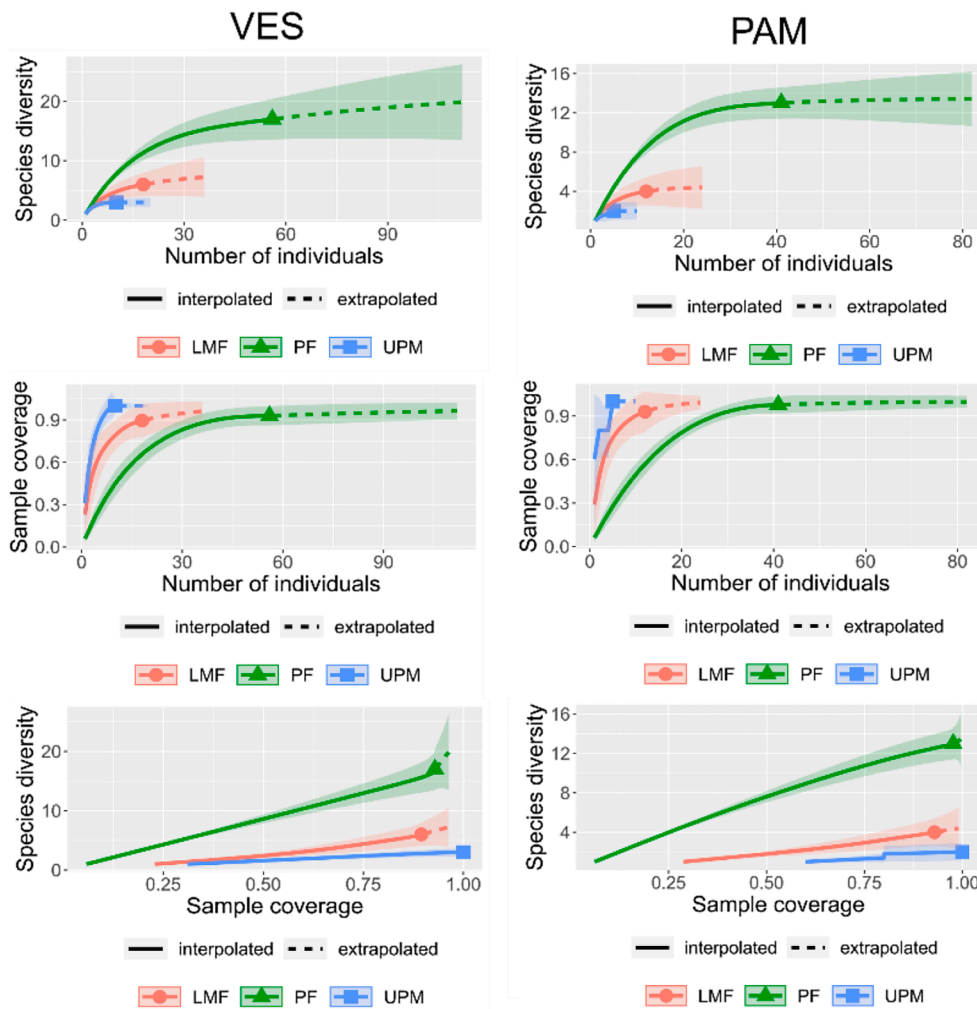 VES
PAM
Species diversity
20
10
0
0
30
60
90
Number of individuals
interpolated
extrapolated
LMF
PF
UPM
Species diversity
16
12
8
4
0
20
40
60
80
Number of individuals
interpolated
extrapolated
LMF
PF
UPM
Sample coverage
0.9
0.6
0.3
0.0
0
30
60
90
Number of individuals
interpolated
extrapolated
LMF
PF
UPM
Sample coverage
0.9
0.6
0.3
0.0
0
20
40
60
80
Number of individuals
interpolated
extrapolated
LMF
PF
UPM
Species diversity
20
10
0
0.25
0.50
0.75
1.00
Sample coverage
interpolated
extrapolated
LMF
PF
UPM
Species diversity
16
12
8
4
0.25
0.50
0.75
1.00
Sample coverage
interpolated
extrapolated
LMF
PF
UPM